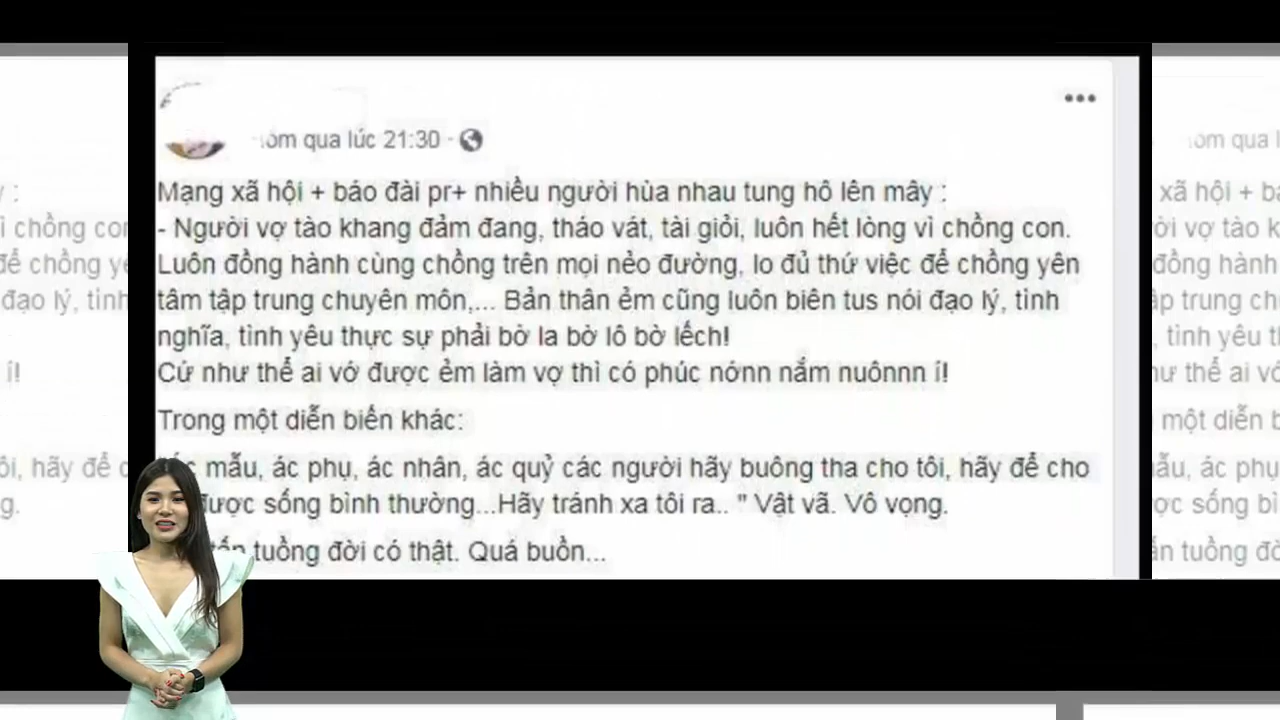 hôm qua lúc 21:30 ·
Mạng xã hội + báo đài pr+ nhiều người hùa nhau tung hô lên mây :
- Người vợ tào khang đảm đang, tháo vát, tài giỏi, luôn hết lòng vì chồng con.
Luôn đồng hành cùng chồng trên mọi nẻo đường, lo đủ thứ việc để chồng yên
tâm tập trung chuyên môn,... Bản thân ẻm cũng luôn biên tus nói đạo lý, tình
nghĩa, tình yêu thực sự phải bờ la bờ lô bờ lếch!
Cứ như thể ai vớ được ẻm làm vợ thì có phúc nớnn nắm nuônnn í!
Trong một diễn biến khác:
mẫu, ác phụ, ác nhân, ác quỷ các người hãy buông tha cho tôi, hãy để cho
được sống bình thường...Hãy tránh xa tôi ra.. " Vật vã. Vô vọng.
tuồng đời có thật. Quá buồn...